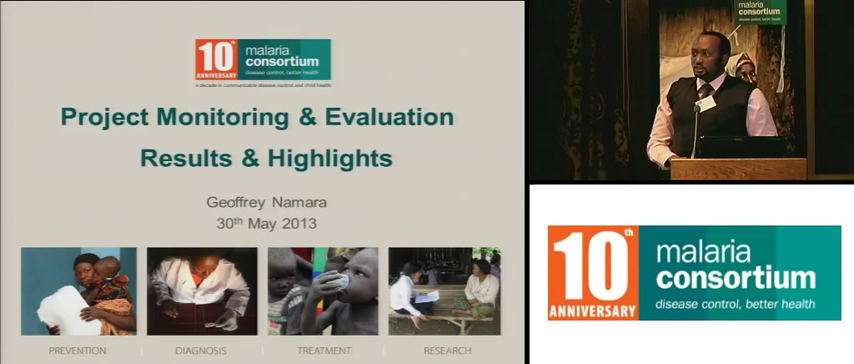 10th
ANNIVERSARY
malaria
consortium
disease control, better health
a decade in communicable disease control and child health
Project Monitoring & Evaluation
Results & Highlights
Geoffrey Namara
30th May 2013
PREVENTION
DIAGNOSIS
TREATMENT
RESEARCH
malaria
consortium
disease control, better health
10th
ANNIVERSARY
malaria
consortium
disease control, better health